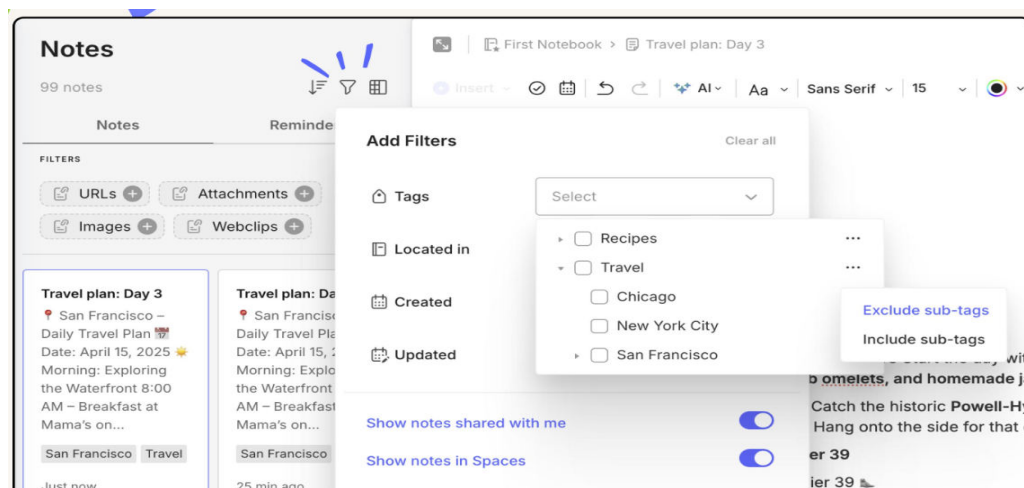 Notes
99 notes
Notes
Reminde
FILTERS
URLs
Attachments
Images
Webclips
Travel plan: Day 3
San Francisco –
Daily Travel Plan
Date: April 15, 2025
Morning: Exploring
the Waterfront 8:00
AM – Breakfast at
Mama's on...
San Francisco Travel
Just now
Travel plan: Da
San Francisc
Daily Travel Pla
Date: April 15, 2
Morning: Explo
the Waterfront
AM – Breakfast
Mama's on...
San Francisco
25 min ago
First Notebook > Travel plan: Day 3
Insert AI Aa Sans Serif 15
Add Filters
Clear all
Tags
Select
Located in
Created
Updated
Recipes
Travel
Chicago
New York City
San Francisco
Exclude sub-tags
Include sub-tags
Show notes shared with me
Show notes in Spaces
the day wit
omelets, and homemade j
Catch the historic Powell-Hy
Hang onto the side for that
er 39
ier 39